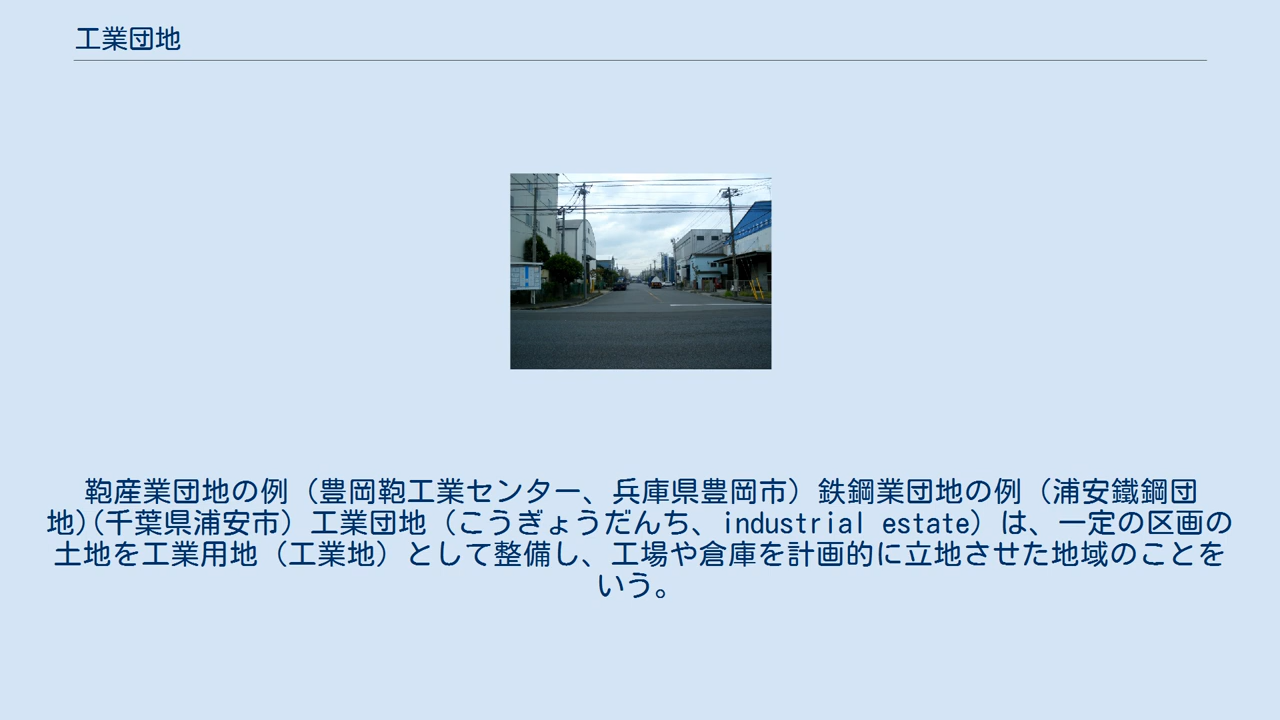 工業団地
鞄産業団地の例（豊岡鞄工業センター、兵庫県豊岡市）鉄鋼業団地の例（浦安鐵鋼団
地)(千葉県浦安市）工業団地（こうぎょうだんち、industrial estate）は、一定の区画の
土地を工業用地（工業地）として整備し、工場や倉庫を計画的に立地させた地域のことを
いう。